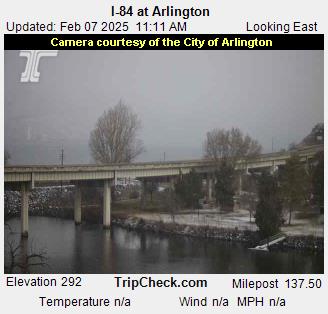 I-84 at Arlington
Updated: Feb 07 2025 11:11 AM Looking East
Camera courtesy of the City of Arlington
Elevation 292 TripCheck.com Milepost 137.50
Temperature n/a Wind n/a MPH n/a